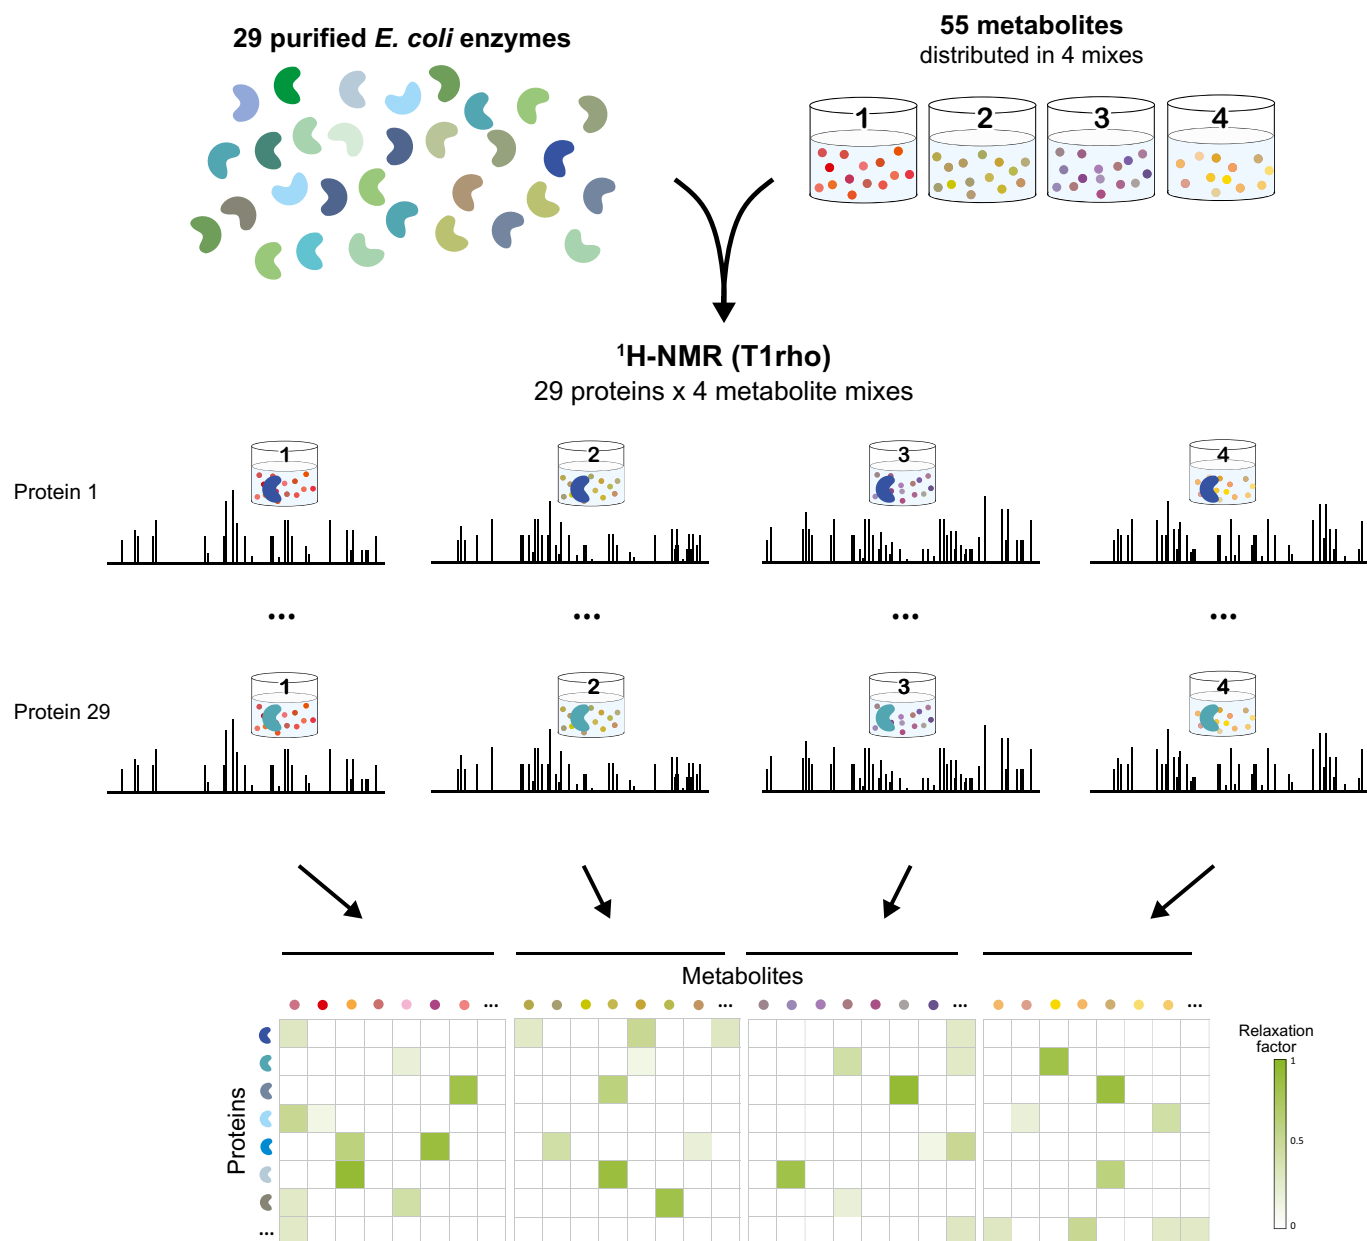 29 purified E. coli enzymes
55 metabolites
distributed in 4 mixes
1
2
3
4
¹H-NMR (T1rho)
29 proteins x 4 metabolite mixes
Protein 1
1
2
3
4
...
...
...
...
Protein 29
1
2
3
4
Metabolites
...
...
...
...
Proteins
...
Relaxation
factor
1
0.5
0